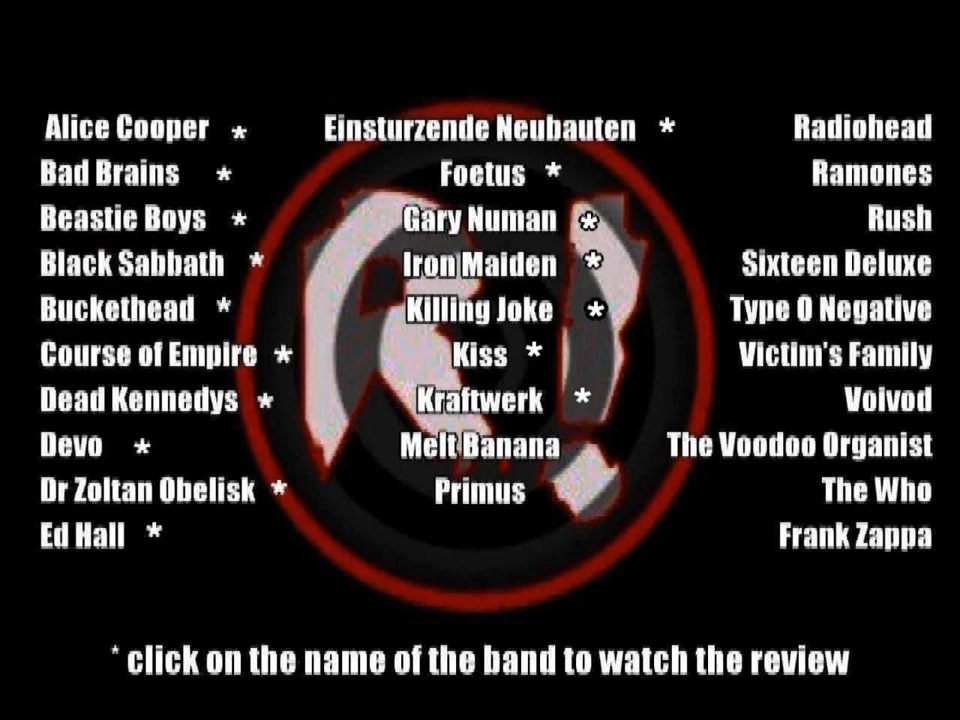 Alice Cooper *
Bad Brains *
Beastie Boys *
Black Sabbath *
Buckethead *
Course of Empire *
Dead Kennedys *
Devo *
Dr Zoltan Obelisk *
Ed Hall *
Einsturzende Neubauten *
Foetus *
Gary Numan *
Iron Maiden *
Killing Joke *
Kiss *
Kraftwerk *
Melt Banana
Primus
Radiohead
Ramones
Rush
Sixteen Deluxe
Type O Negative
Victim's Family
Voivod
The Voodoo Organist
The Who
Frank Zappa
R!
* click on the name of the band to watch the review